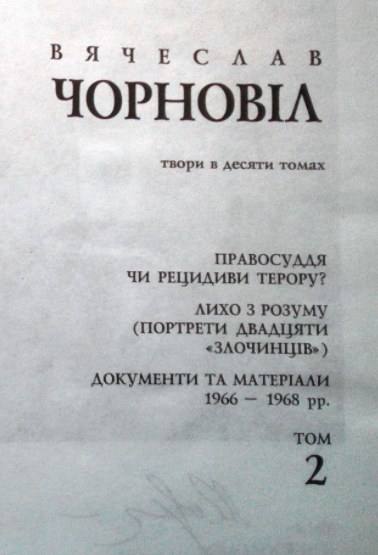 ВЯЧЕСЛАВ
ЧОРНОВІЛ
твори в десяти томах
ПРАВОСУДДЯ
ЧИ РЕЦИДИВИ ТЕРОРУ?
ЛИХО З РОЗУМУ
(ПОРТРЕТИ ДВАДЦЯТИ
«ЗЛОЧИНЦІВ»)
ДОКУМЕНТИ ТА МАТЕРІАЛИ
1966 – 1968 рр.
ТОМ
2